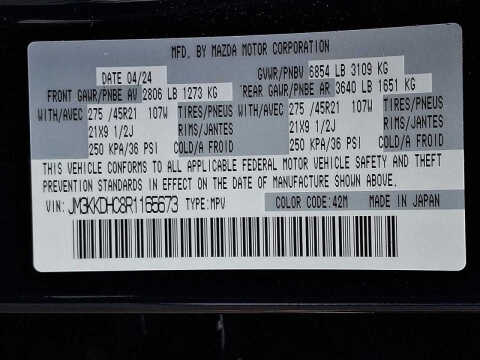 MFD. BY MAZDA MOTOR CORPORATION
DATE 04/24 GVWR/PNBV 6854 LB 3109 KG
FRONT GAWR/PNBE AV 2806 LB 1273 KG REAR GAWR/PNBE AR 3640 LB 1651 KG
WITH/AVEC 275 /45R21 107W TIRES/PNEUS WITH/AVEC 275 /45R21 107W TIRES/PNEUS
21X9 1/2J RIMS/JANTES 21X9 1/2J RIMS/JANTES
250 KPA/36 PSI COLD/A FROID 250 KPA/36 PSI COLD/A FROID
THIS VEHICLE CONFORMS TO ALL APPLICABLE FEDERAL MOTOR VEHICLE SAFETY AND THEFT
PREVENTION STANDARDS IN EFFECT ON THE DATE OF MANUFACTURE SHOWN ABOVE.
VIN: JM3KKDHC8R1165673 TYPE: MPV COLOR CODE: 42M MADE IN JAPAN